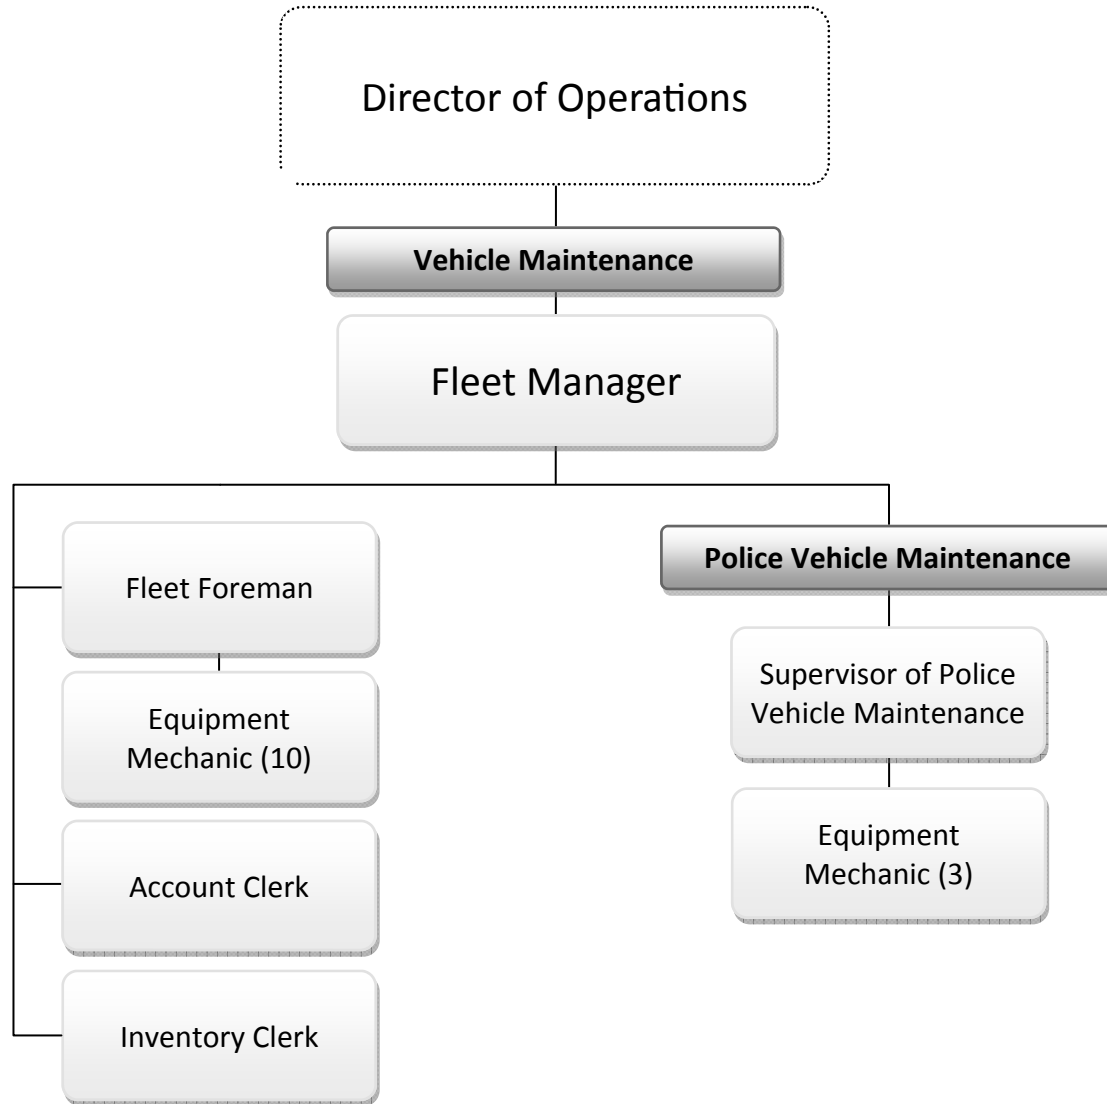 Director of Operations
Vehicle Maintenance
Fleet Manager
Fleet Foreman
Equipment
Mechanic (10)
Account Clerk
Inventory Clerk
Police Vehicle Maintenance
Supervisor of Police
Vehicle Maintenance
Equipment
Mechanic (3)